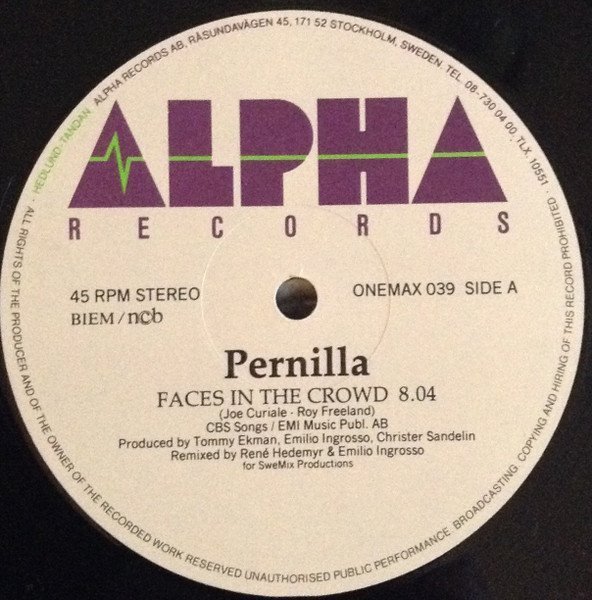 HEDLUND, TANDAN ALPHA RECORDS AB, RÅSUNDAVÄGEN 45, 171 52 STOCKHOLM, SWEDEN. TEL. 08-730 04 00, TLX. 10551 ·
ALPHA
RECORDS
45 RPM STEREO
BIEM / ncb
ONEMAX 039 SIDE A
Pernilla
FACES IN THE CROWD 8.04
(Joe Curiale · Roy Freeland)
CBS Songs / EMI Music Publ. AB
Produced by Tommy Ekman, Emilio Ingrosso, Christer Sandelin
Remixed by René Hedemyr & Emilio Ingrosso
for SweMix Productions
· ALL RIGHTS OF THE PRODUCER AND OF THE OWNER OF THE RECORDED WORK RESERVED UNAUTHORISED PUBLIC PERFORMANCE, BROADCASTING COPYING AND HIRING OF THIS RECORD PROHIBITED ·